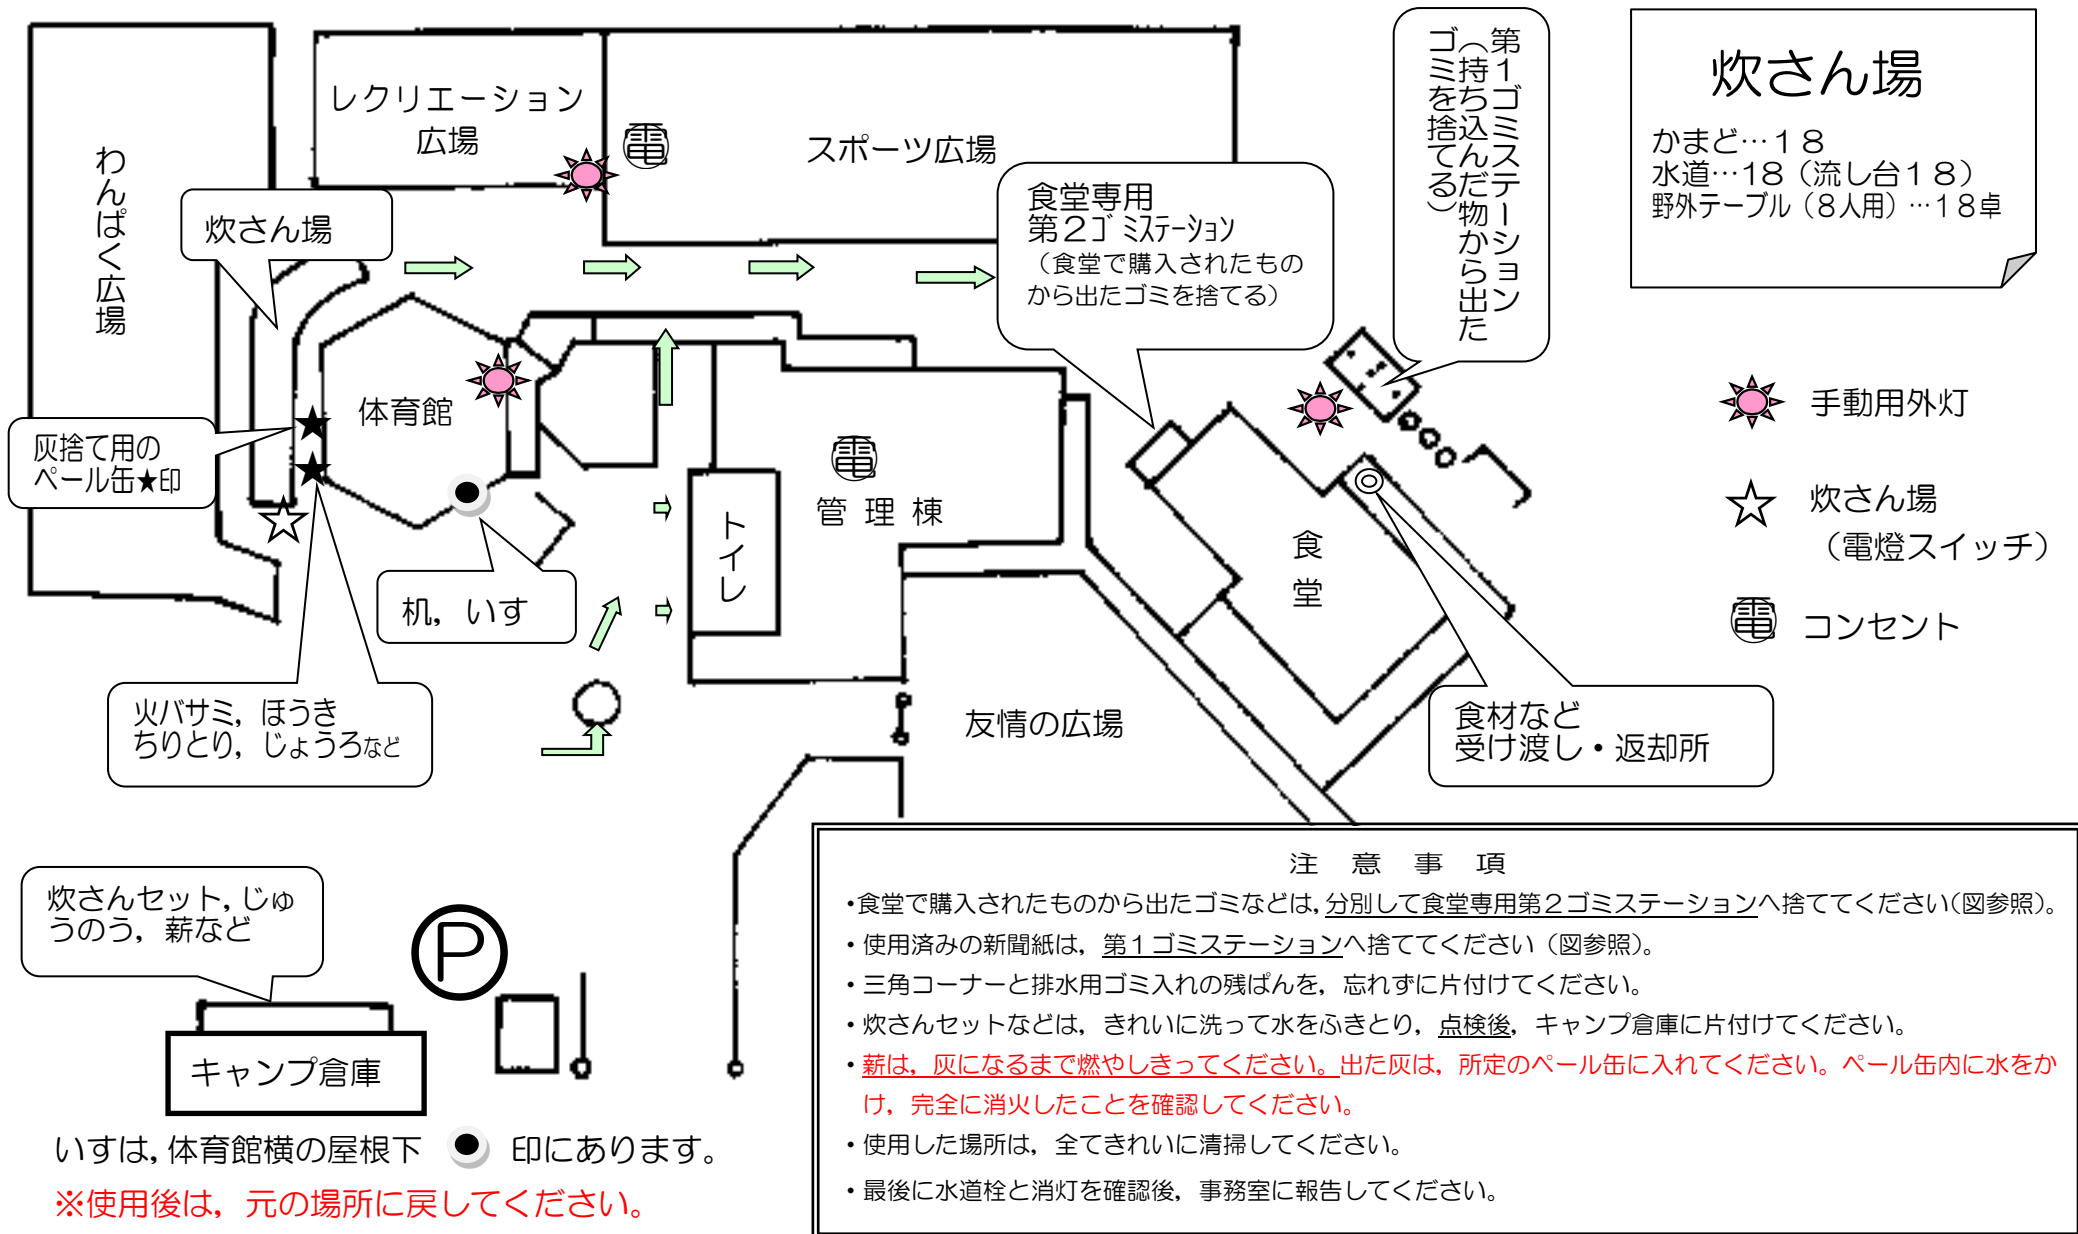 わんぱく広場
レクリエーション
広場
電
スポーツ広場
第１ゴミステーション
（持ち込んだ物から出た
ゴミを捨てる）
炊さん場
かまど…１８
水道…18（流し台１８）
野外テーブル（８人用）…１８卓
炊さん場
食堂専用
第２ゴミステーション
（食堂で購入されたもの
から出たゴミを捨てる）
体育館
灰捨て用の
ペール缶★印
電
管 理 棟
トイレ
食
堂
手動用外灯
炊さん場
（電燈スイッチ）
電 コンセント
机，いす
火バサミ，ほうき
ちりとり，じょうろなど
友情の広場
食材など
受け渡し・返却所
炊さんセット，じゅ
うのう，薪など
P
キャンプ倉庫
いすは，体育館横の屋根下 印にあります。
※使用後は，元の場所に戻してください。
注 意 事 項
・食堂で購入されたものから出たゴミなどは，分別して食堂専用第２ゴミステーションへ捨ててください（図参照）。
・使用済みの新聞紙は，第１ゴミステーションへ捨ててください（図参照）。
・三角コーナーと排水用ゴミ入れの残ぱんを，忘れずに片付けてください。
・炊さんセットなどは，きれいに洗って水をふきとり，点検後，キャンプ倉庫に片付けてください。
・薪は，灰になるまで燃やしきってください。出た灰は，所定のペール缶に入れてください。ペール缶内に水をか
け，完全に消火したことを確認してください。
・使用した場所は，全てきれいに清掃してください。
・最後に水道栓と消灯を確認後，事務室に報告してください。